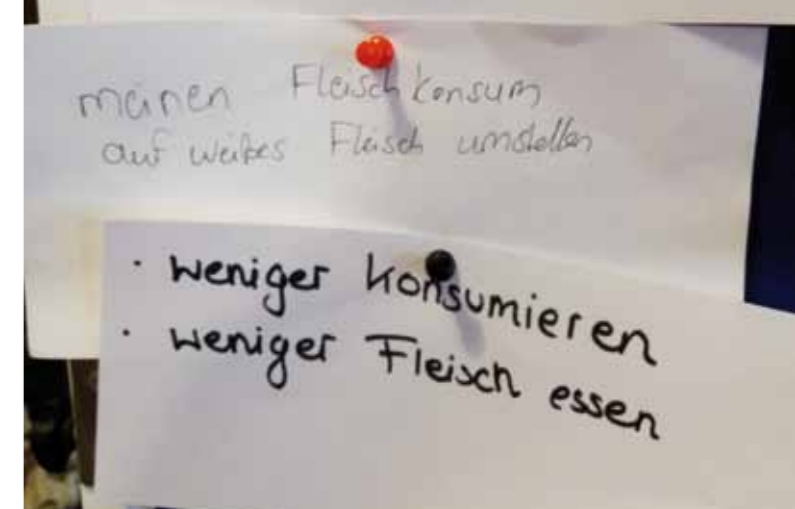 meinen Fleischkonsum
auf weißes Fleisch umstellen
· weniger konsumieren
· weniger Fleisch essen